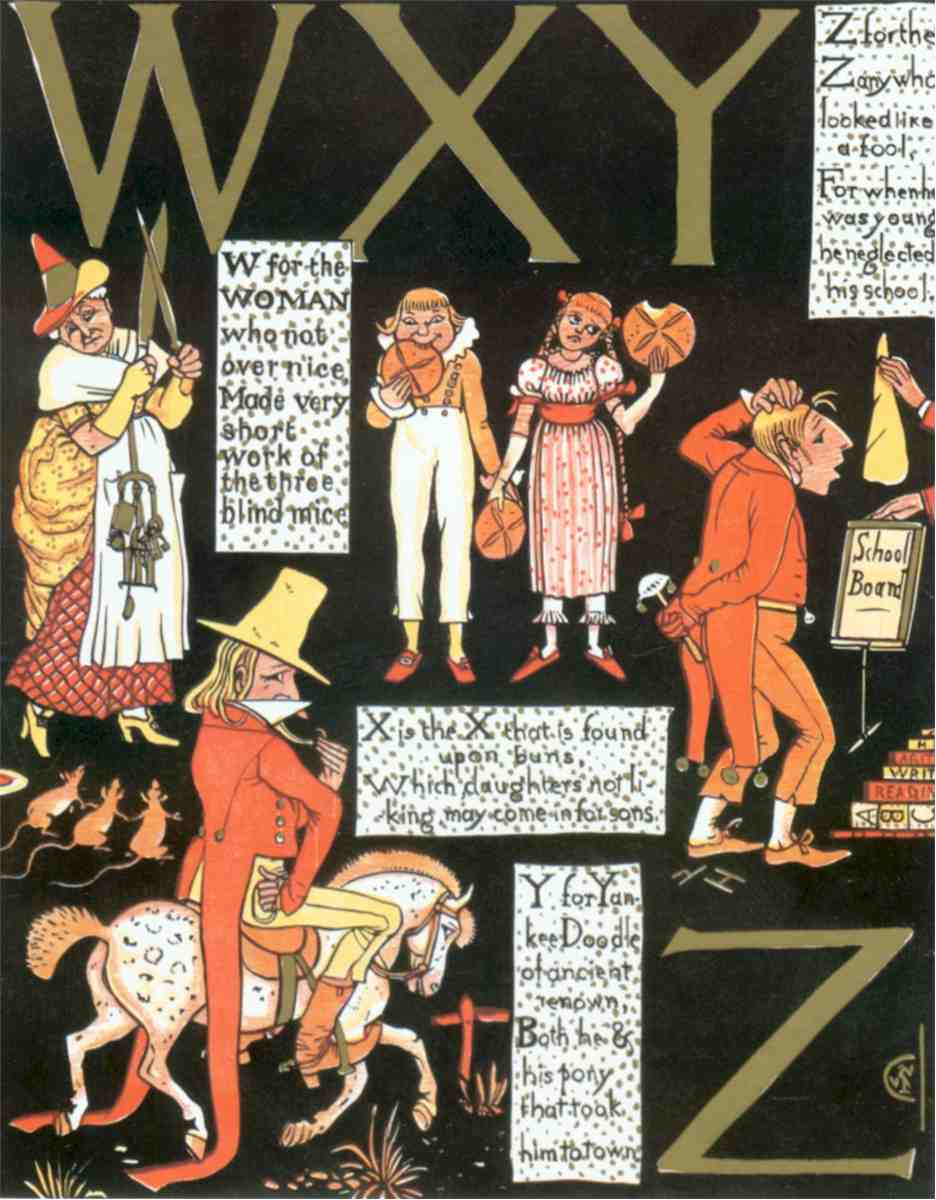 WXY
W for the
WOMAN
who not
over nice,
Made very
short
work of
the three
blind mice
X is the X that is found
upon buns,
Which, daughters not li-
-king, may come in for sons.
Y for Yan-
kee Doodle
of ancient
renown,
Both he &
his pony
that took
him to town
Z for the
Zany who
looked like
a fool,
For when he
was young
he neglected
his school.
School
Board
WRIT
READIN
A B C
Z